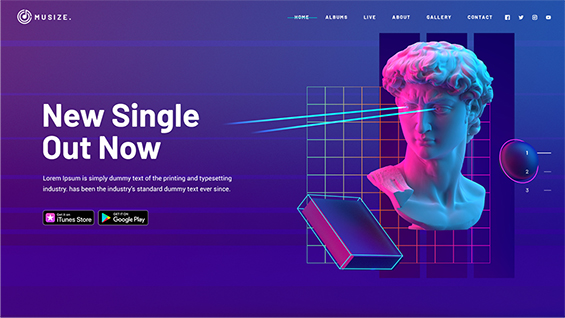 MUSIZE.
HOME ALBUMS LIVE ABOUT GALLERY CONTACT
New Single
Out Now
Lorem Ipsum is simply dummy text of the printing and typesetting
industry. has been the industry's standard dummy text ever since.
Get it on
iTunes Store
GET IT ON
Google Play
1
2
3